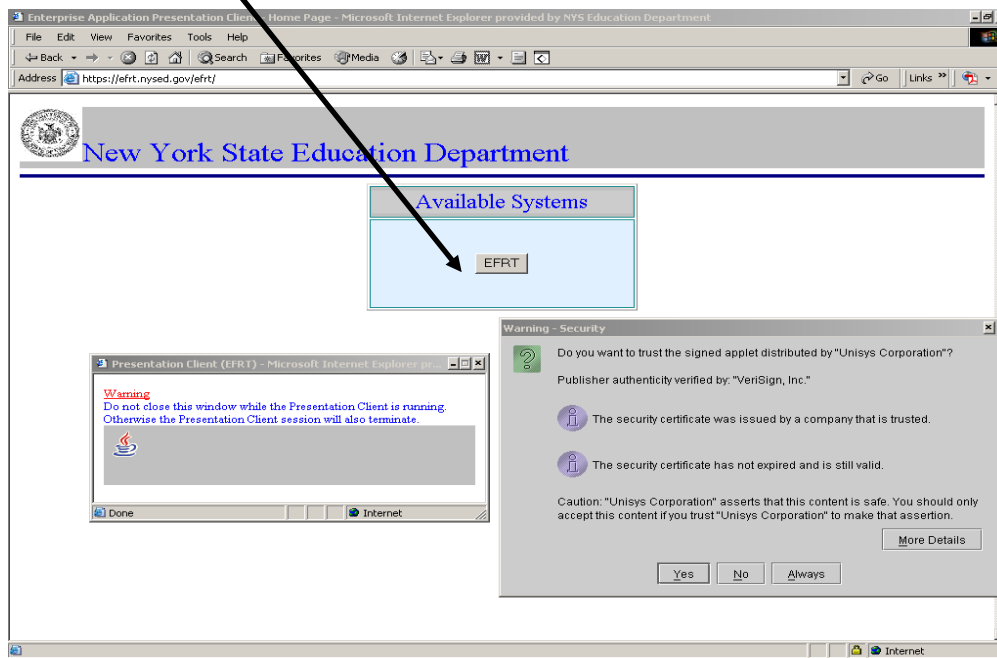 Enterprise Application Presentation Client Home Page - Microsoft Internet Explorer provided by NYS Education Department
File Edit View Favorites Tools Help
Back Search Favorites Media
Address https://efrt.nysed.gov/efrt/ Go Links »
New York State Education Department
Available Systems
EFRT
Warning - Security
Do you want to trust the signed applet distributed by "Unisys Corporation"?
Publisher authenticity verified by: "VeriSign, Inc."
The security certificate was issued by a company that is trusted.
The security certificate has not expired and is still valid.
Caution: "Unisys Corporation" asserts that this content is safe. You should only
accept this content if you trust "Unisys Corporation" to make that assertion.
More Details
Yes No Always
Presentation Client (EFRT) - Microsoft Internet Explorer pr...
Warning
Do not close this window while the Presentation Client is running.
Otherwise the Presentation Client session will also terminate.
Done Internet
Internet